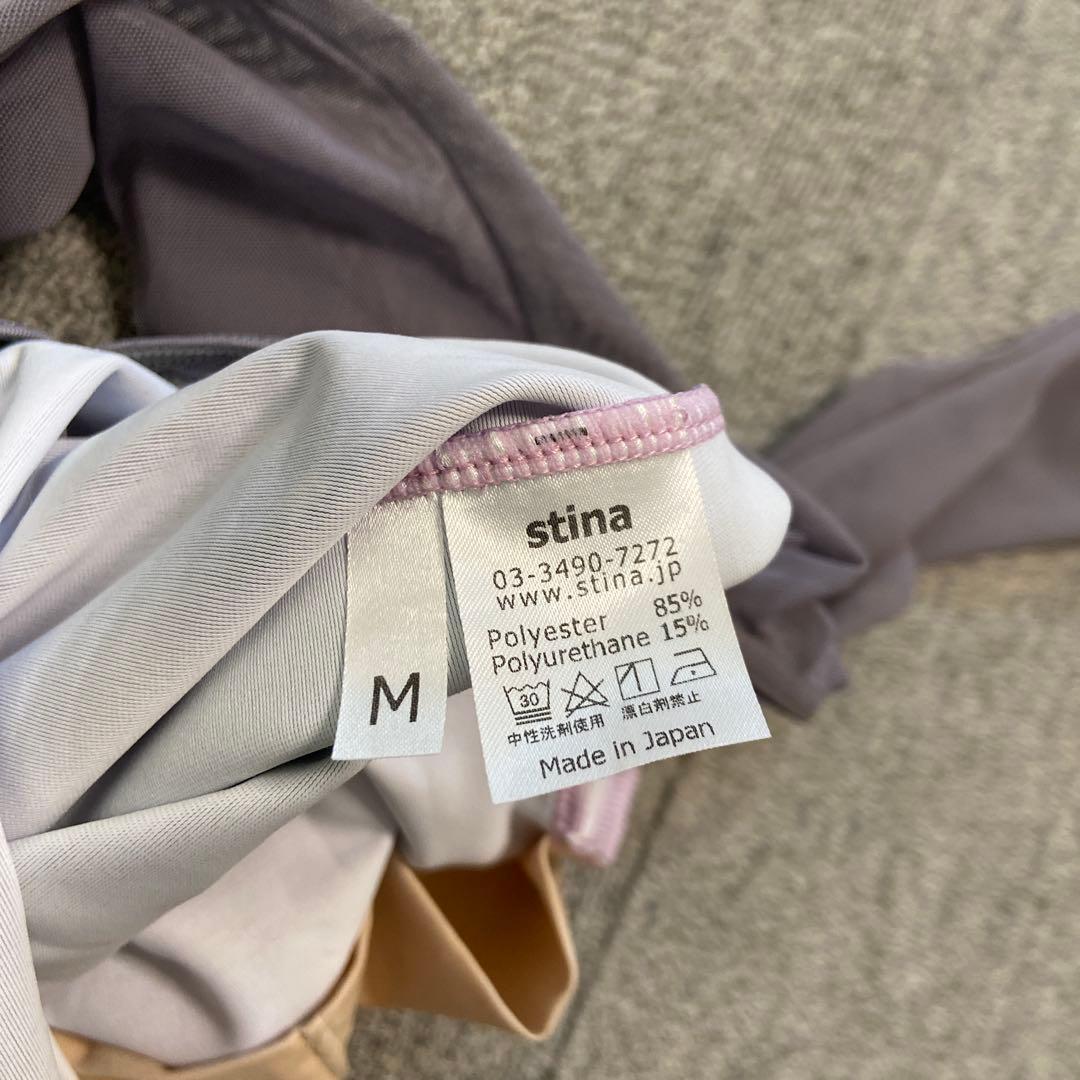 stina
03-3490-7272
www.stina.jp
Polyester 85%
Polyurethane 15%
30
中性洗剤使用 漂白剤禁止
Made in Japan
M